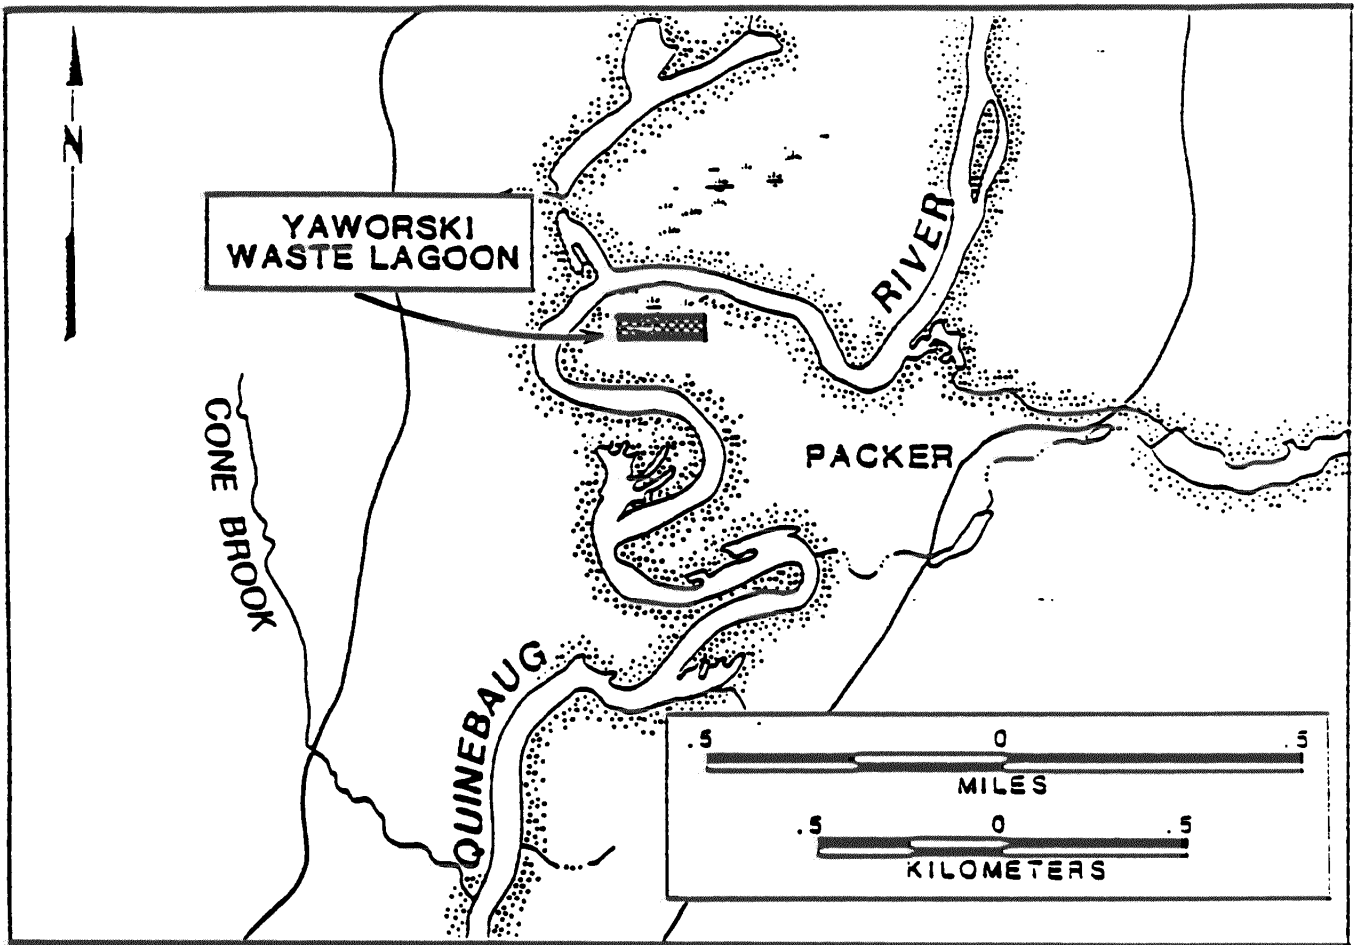 N
YAWORSKI
WASTE LAGOON
RIVER
PACKER
CONE BROOK
QUINEBAUG
.5 0 .5
MILES
.5 0 .5
KILOMETERS